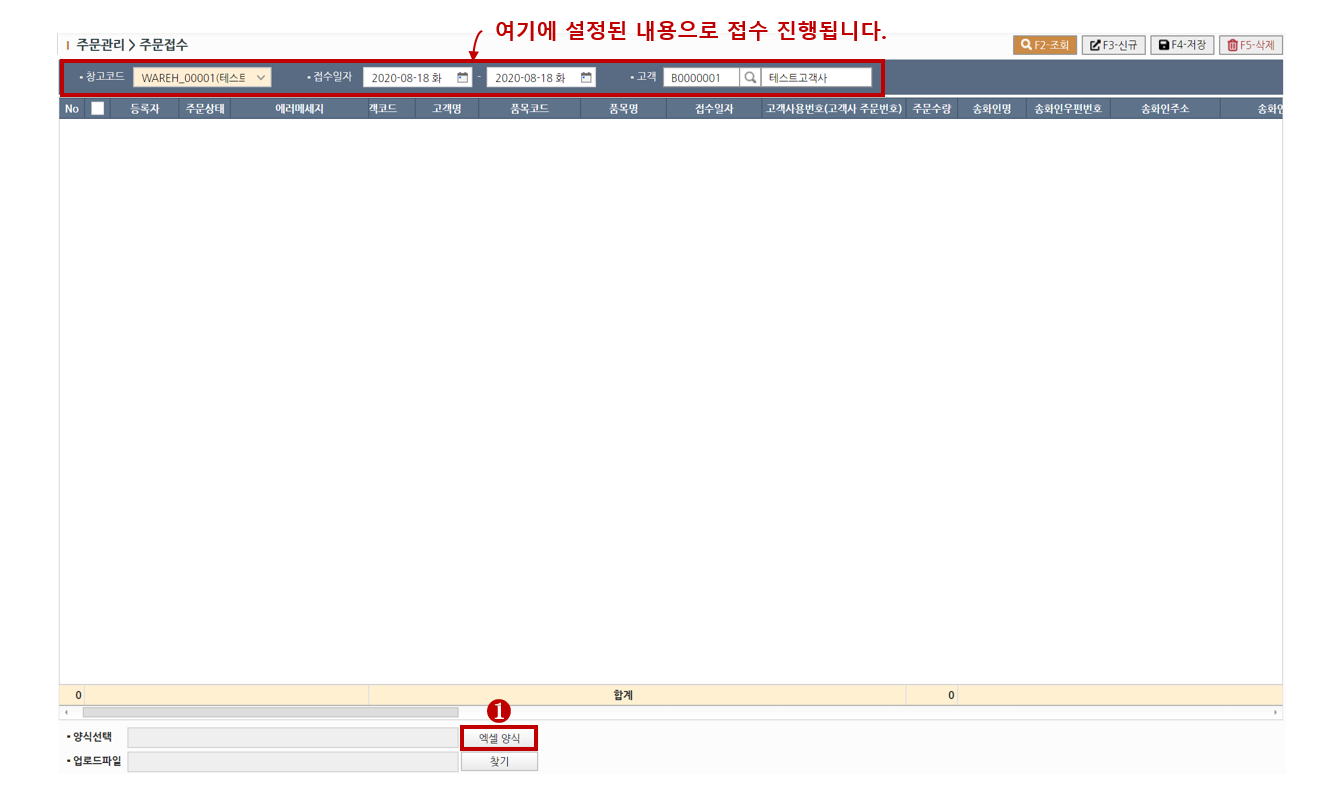 여기에 설정된 내용으로 접수 진행됩니다.
주문관리 > 주문접수 F2-조회 F3-신규 F4-저장 F5-삭제
• 창고코드 WAREH_00001(테스트 • 접수일자 2020-08-18 화 - 2020-08-18 화 • 고객 B0000001 테스트고객사
No 등록자 주문상태 에러메세지 객코드 고객명 품목코드 품목명 접수일자 고객사용번호(고객사 주문번호) 주문수량 송화인명 송화인우편번호 송화인주소 송화
0 합계 0
1
• 양식선택 엑셀 양식
• 업로드파일 찾기